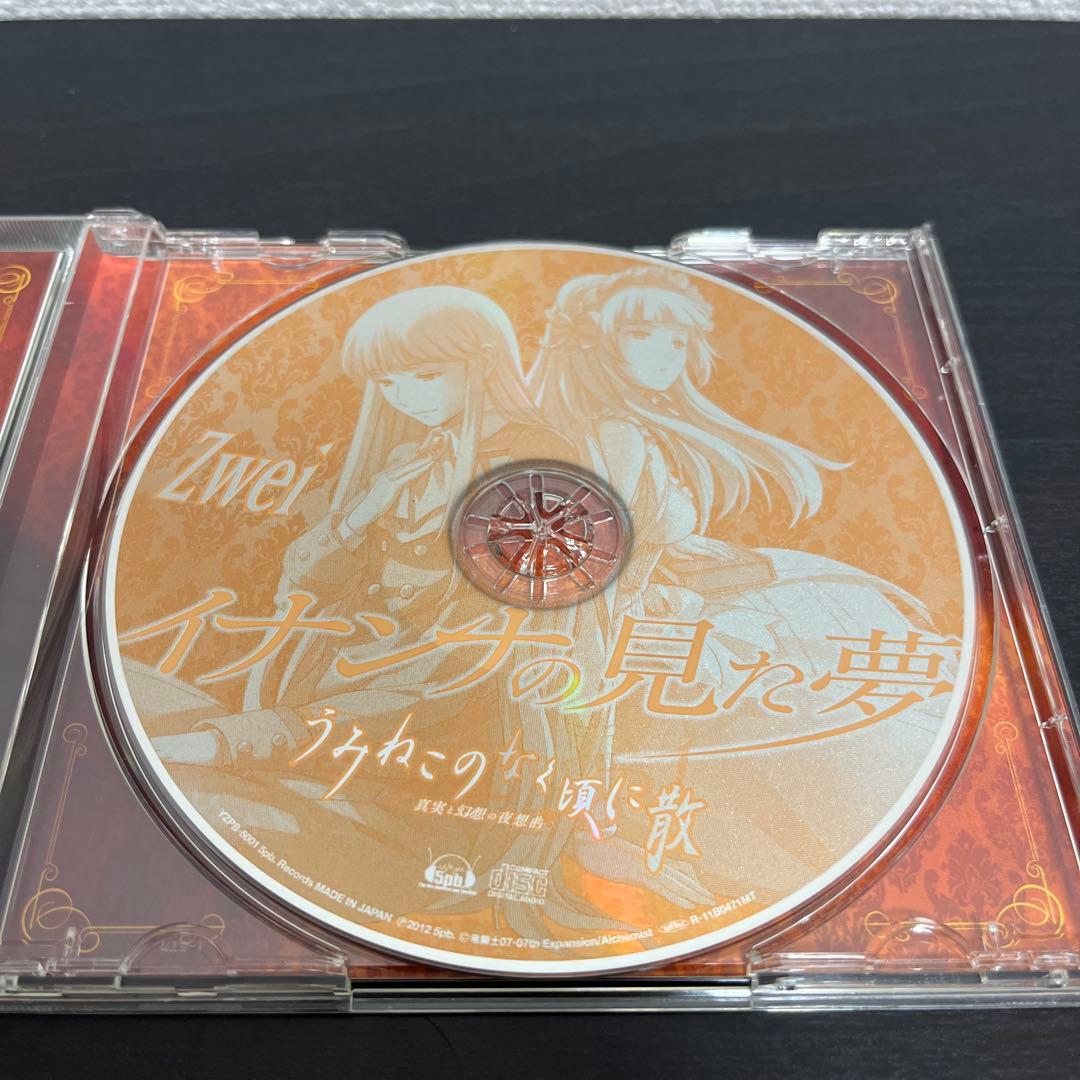 Zwei
イナンナの見た夢
うみねこのなく頃に散
真実と幻想の夜想曲
5pb.
COMPACT
disc
DIGITAL AUDIO
YZPB-5001 5pb. Records MADE IN JAPAN ℗2012 5pb. ©竜騎士07・07th Expansion/Alchemist R-11B0471MT